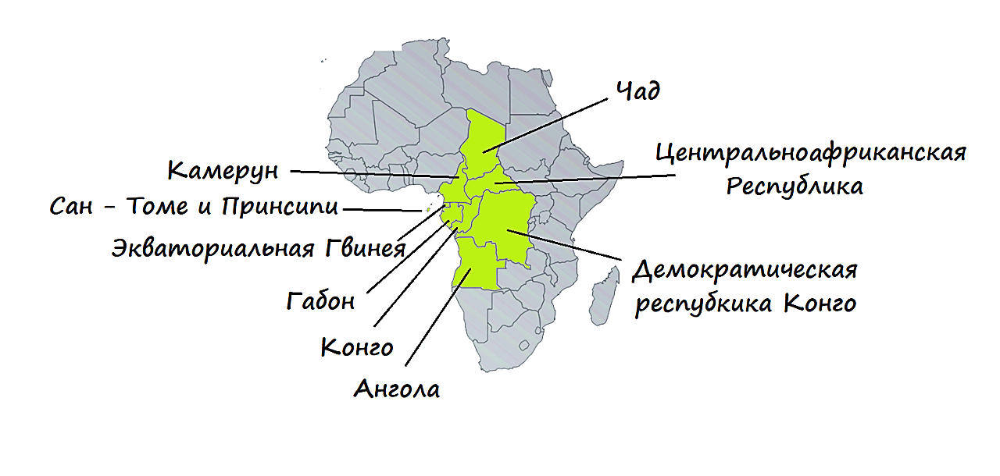 Чад
Центральноафриканская
Республика
Камерун
Сан - Томе и Принсипи
Экваториальная Гвинея
Демократическая
респубкика Конго
Габон
Конго
Ангола